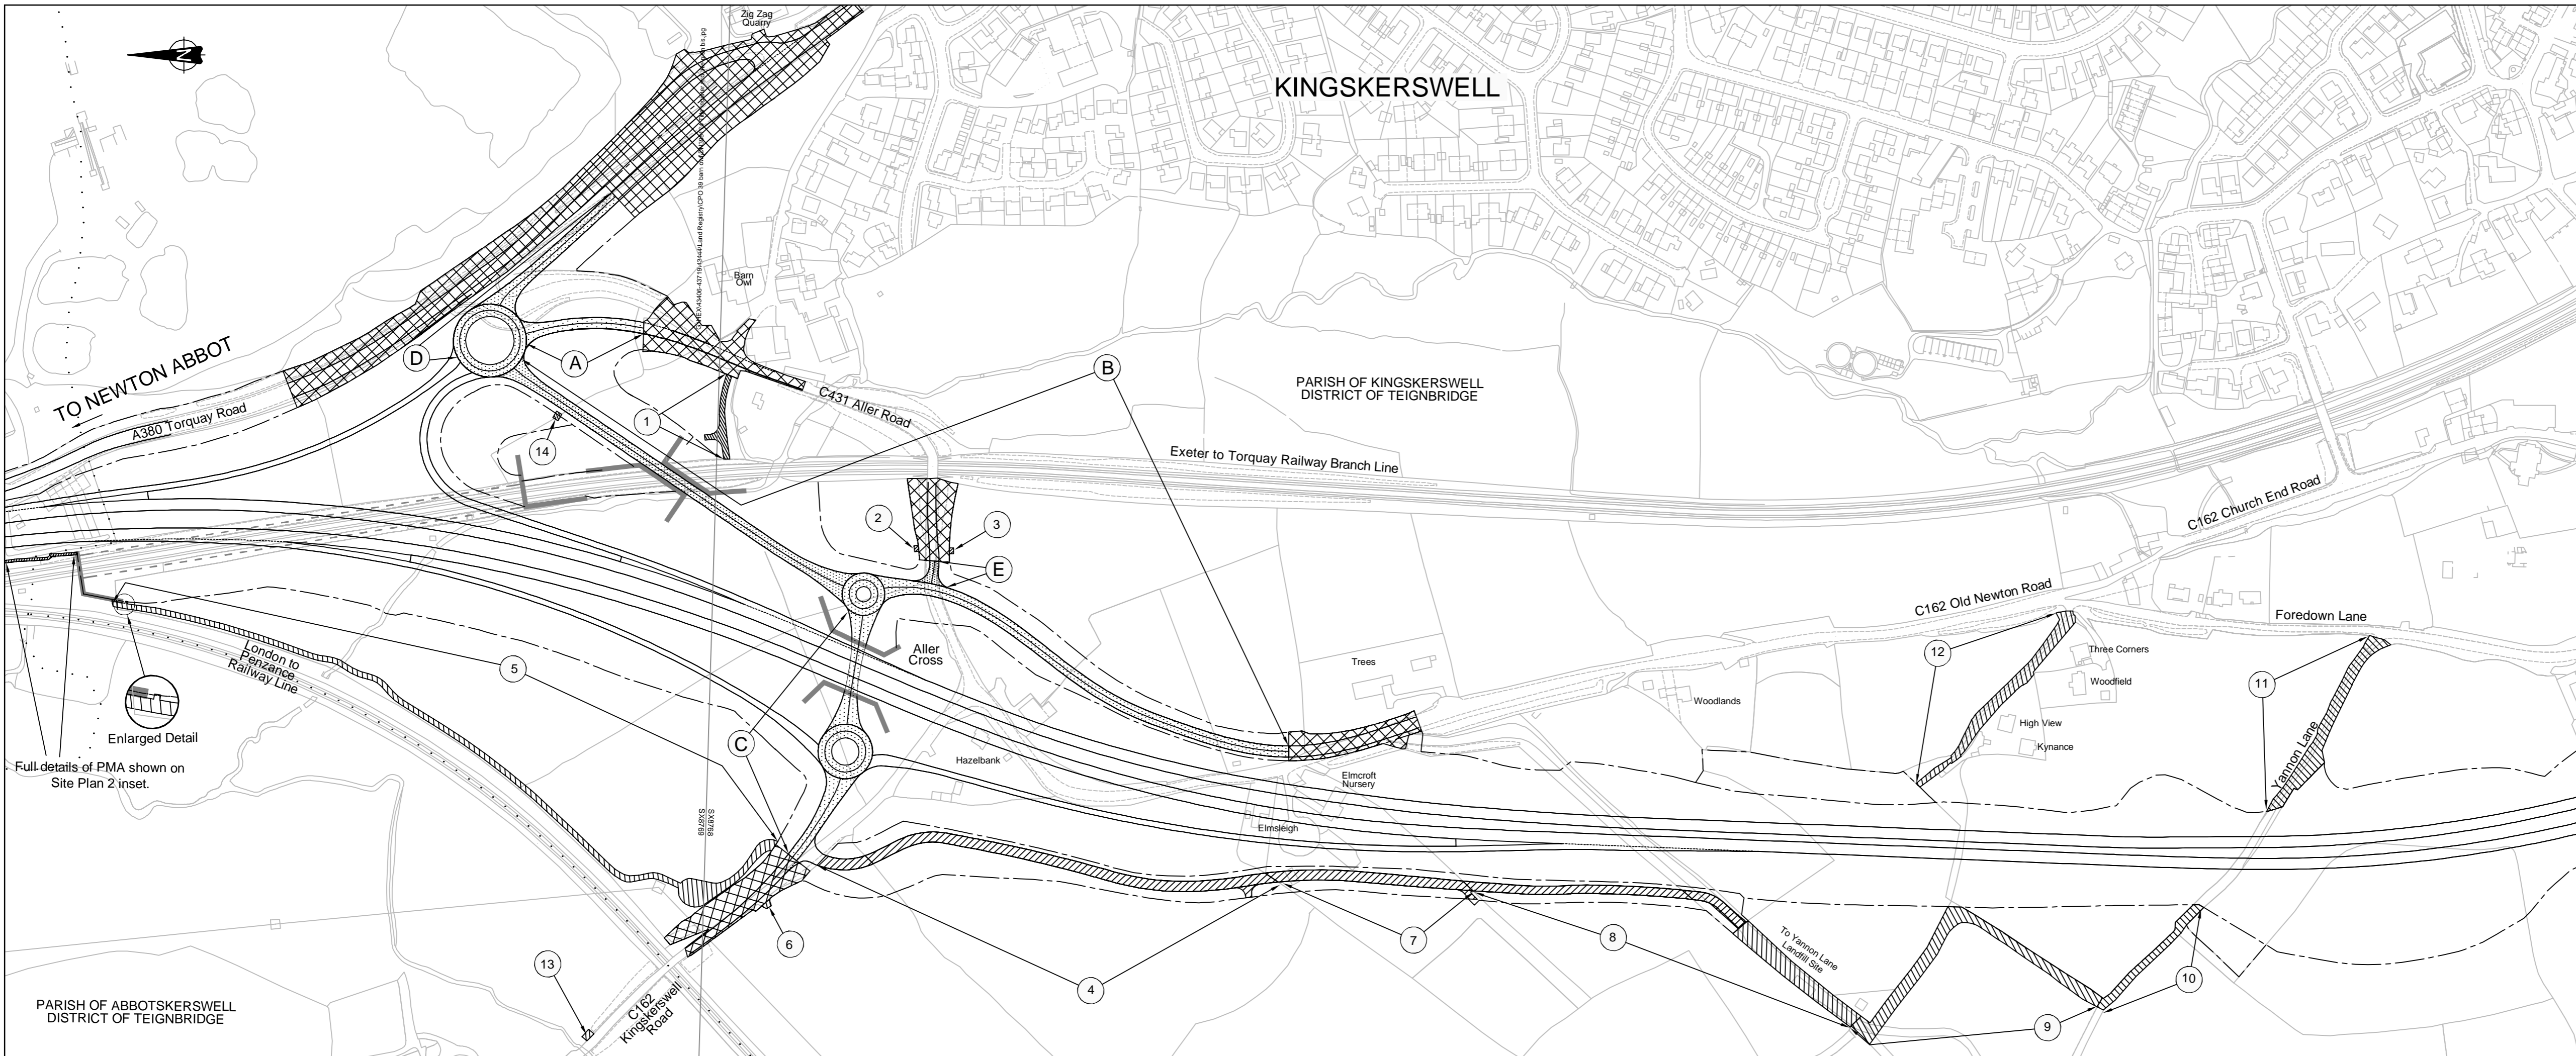 Zig Zag
Quarry
N
KINGSKERSWELL
Barn
Owl
TO NEWTON ABBOT
A380 Torquay Road
D
A
B
1
14
C431 Aller Road
PARISH OF KINGSKERSWELL
DISTRICT OF TEIGNBRIDGE
Exeter to Torquay Railway Branch Line
2
3
E
C162 Church End Road
C162 Old Newton Road
Foredown Lane
Aller
Cross
London to
Penzance
Railway Line
5
Enlarged Detail
Full details of PMA shown on
Site Plan 2 inset.
C
Hazelbank
Trees
Woodlands
12
Three Corners
Woodfield
11
High View
Kynance
Yannon Lane
Elmcroft
Nursery
Elmsleigh
SX8769
SX8768
6
13
4
7
8
To Yannon Lane
Landfill Site
10
9
C162
Kingskerswell
Road
PARISH OF ABBOTSKERSWELL
DISTRICT OF TEIGNBRIDGE